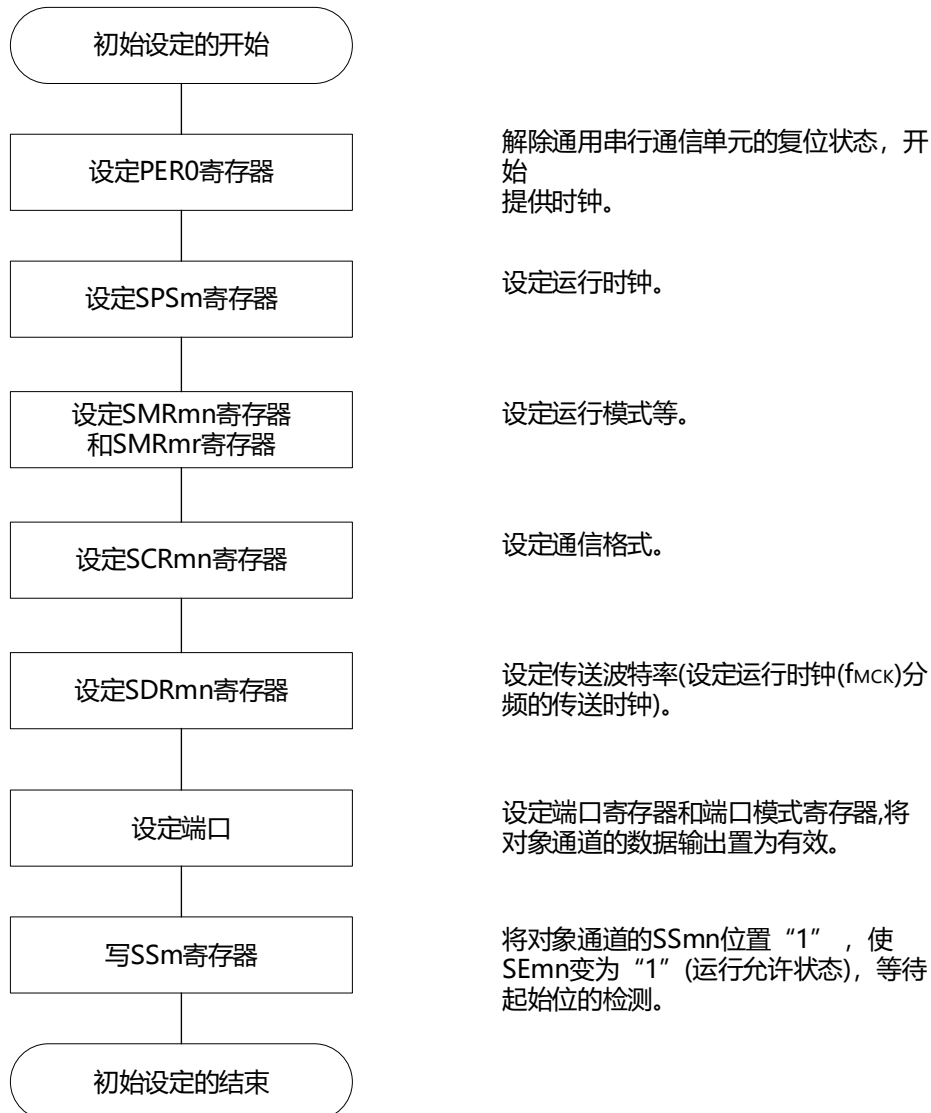 初始设定的开始
设定PER0寄存器
解除通用串行通信单元的复位状态，开
始
提供时钟。
设定SPSm寄存器
设定运行时钟。
设定SMRmn寄存器
和SMRmr寄存器
设定运行模式等。
设定SCRmn寄存器
设定通信格式。
设定SDRmn寄存器
设定传送波特率(设定运行时钟(fMCK)分
频的传送时钟)。
设定端口
设定端口寄存器和端口模式寄存器,将
对象通道的数据输出置为有效。
写SSm寄存器
将对象通道的SSmn位置“1”，使
SEmn变为“1”(运行允许状态)，等待
起始位的检测。
初始设定的结束